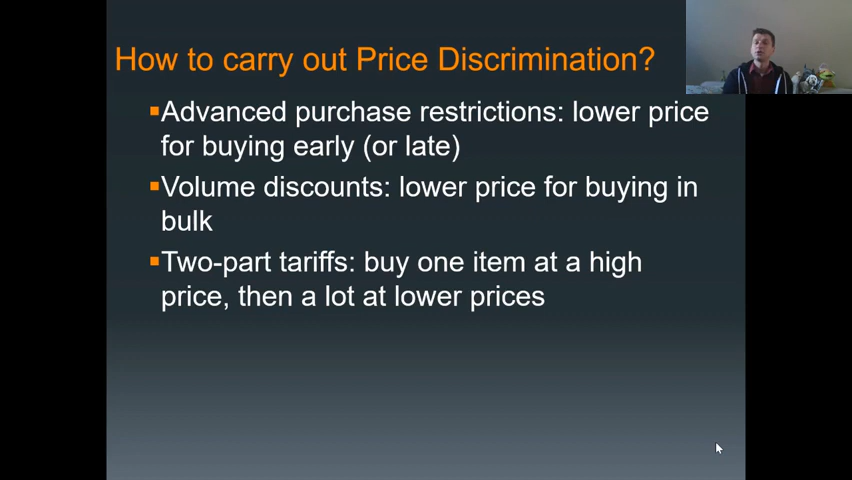 How to carry out Price Discrimination?
▪Advanced purchase restrictions: lower price
for buying early (or late)
▪Volume discounts: lower price for buying in
bulk
▪Two-part tariffs: buy one item at a high
price, then a lot at lower prices